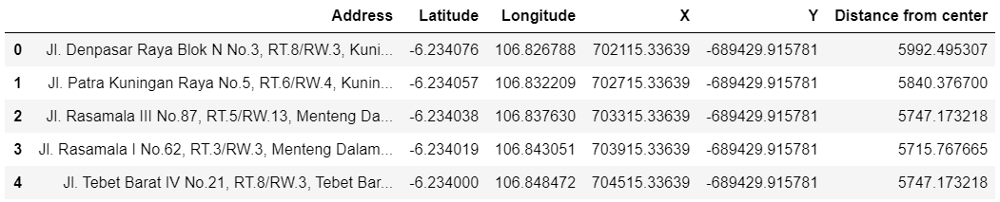 Address Latitude Longitude X Y Distance from center
0 Jl. Denpasar Raya Blok N No.3, RT.8/RW.3, Kuni... -6.234076 106.826788 702115.33639 -689429.915781 5992.495307
1 Jl. Patra Kuningan Raya No.5, RT.6/RW.4, Kunin... -6.234057 106.832209 702715.33639 -689429.915781 5840.376700
2 Jl. Rasamala III No.87, RT.5/RW.13, Menteng Da... -6.234038 106.837630 703315.33639 -689429.915781 5747.173218
3 Jl. Rasamala I No.62, RT.3/RW.3, Menteng Dalam... -6.234019 106.843051 703915.33639 -689429.915781 5715.767665
4 Jl. Tebet Barat IV No.21, RT.8/RW.3, Tebet Bar... -6.234000 106.848472 704515.33639 -689429.915781 5747.173218